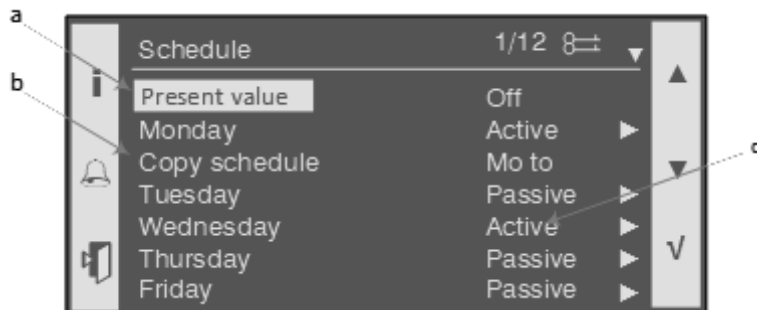 a
Schedule 1/12
b
i
Present value Off
Monday Active
Copy schedule Mo to
Tuesday Passive
Wednesday Active
Thursday Passive
Friday Passive
√